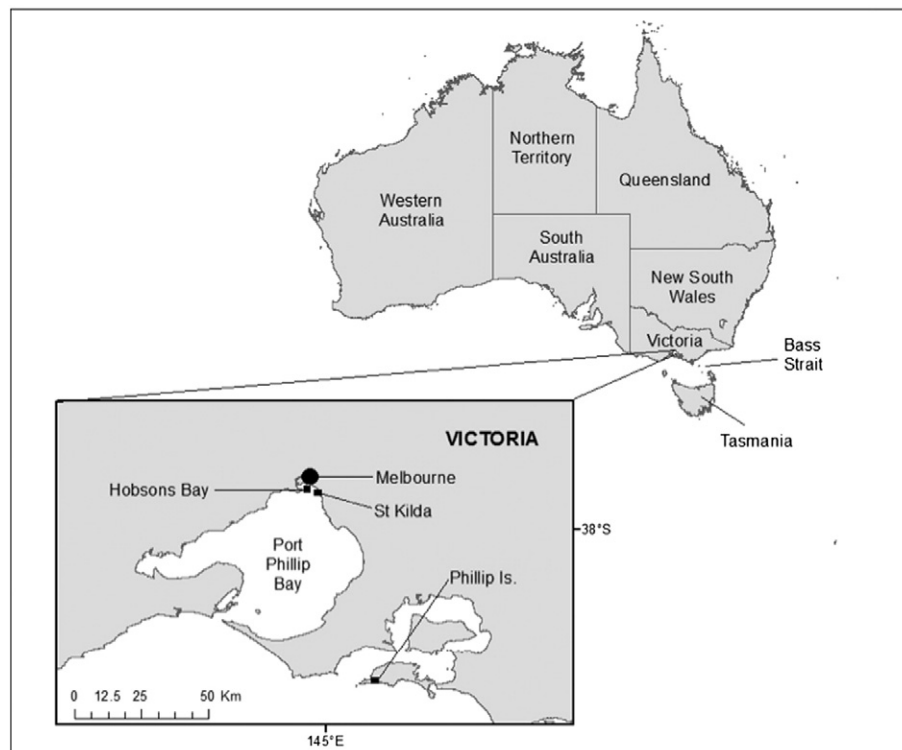 Northern
Territory
Queensland
Western
Australia
South
Australia
New South
Wales
Victoria
Bass
Strait
Tasmania
VICTORIA
Melbourne
Hobsons Bay
St Kilda
38°S
Port
Phillip
Bay
Phillip Is.
0 12.5 25 50 Km
145°E